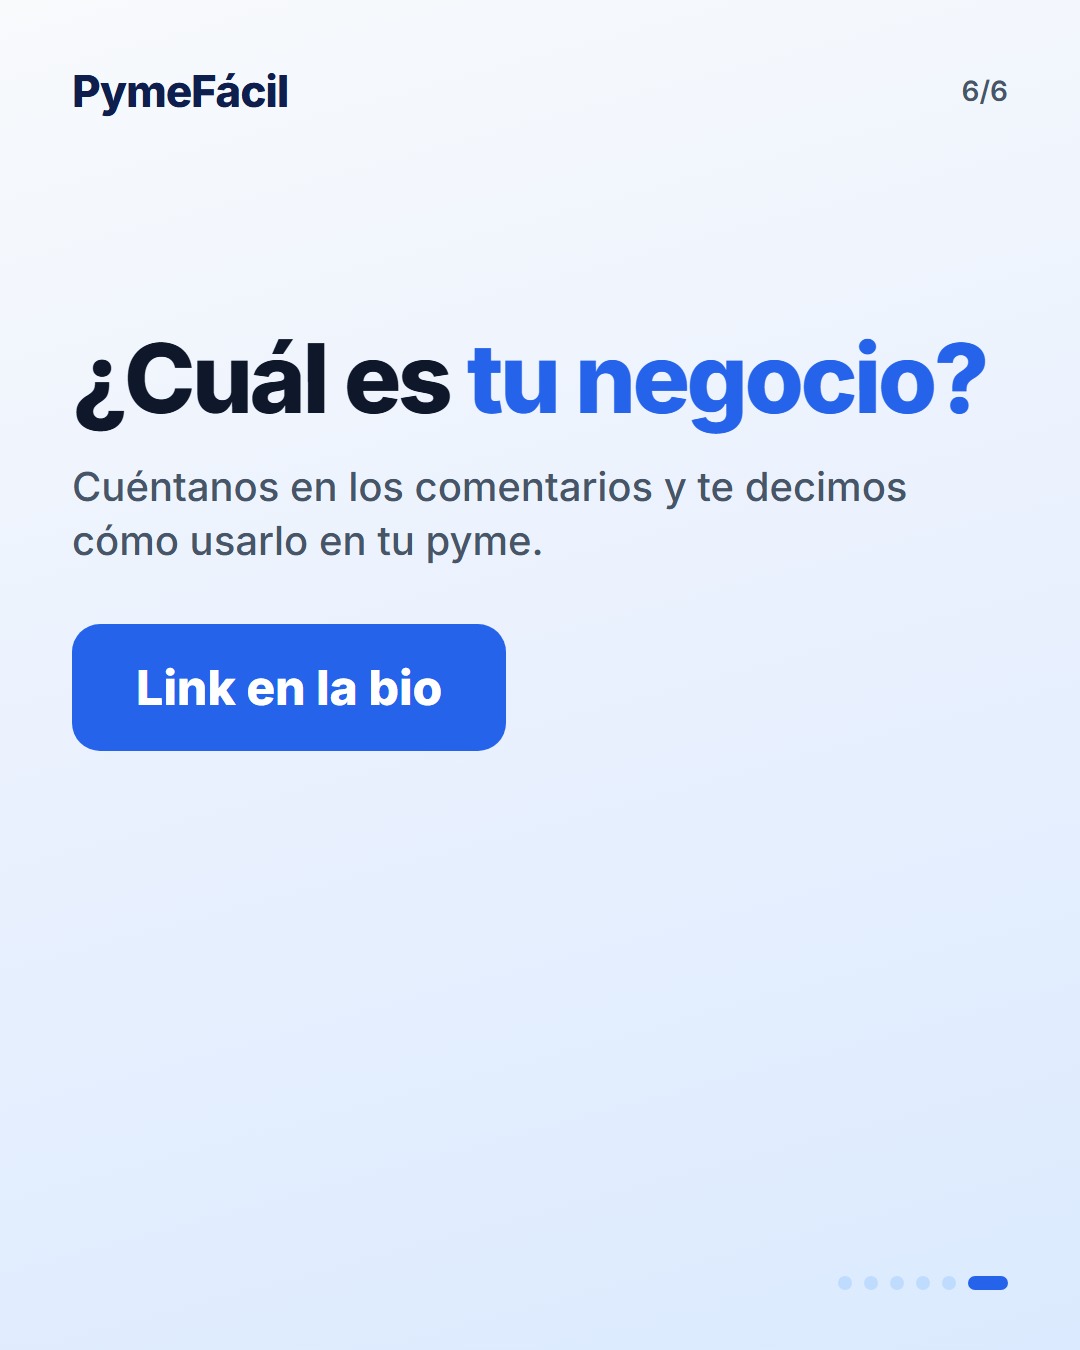 PymeFácil
6/6
¿Cuál es tu negocio?
Cuéntanos en los comentarios y te decimos
cómo usarlo en tu pyme.
Link en la bio